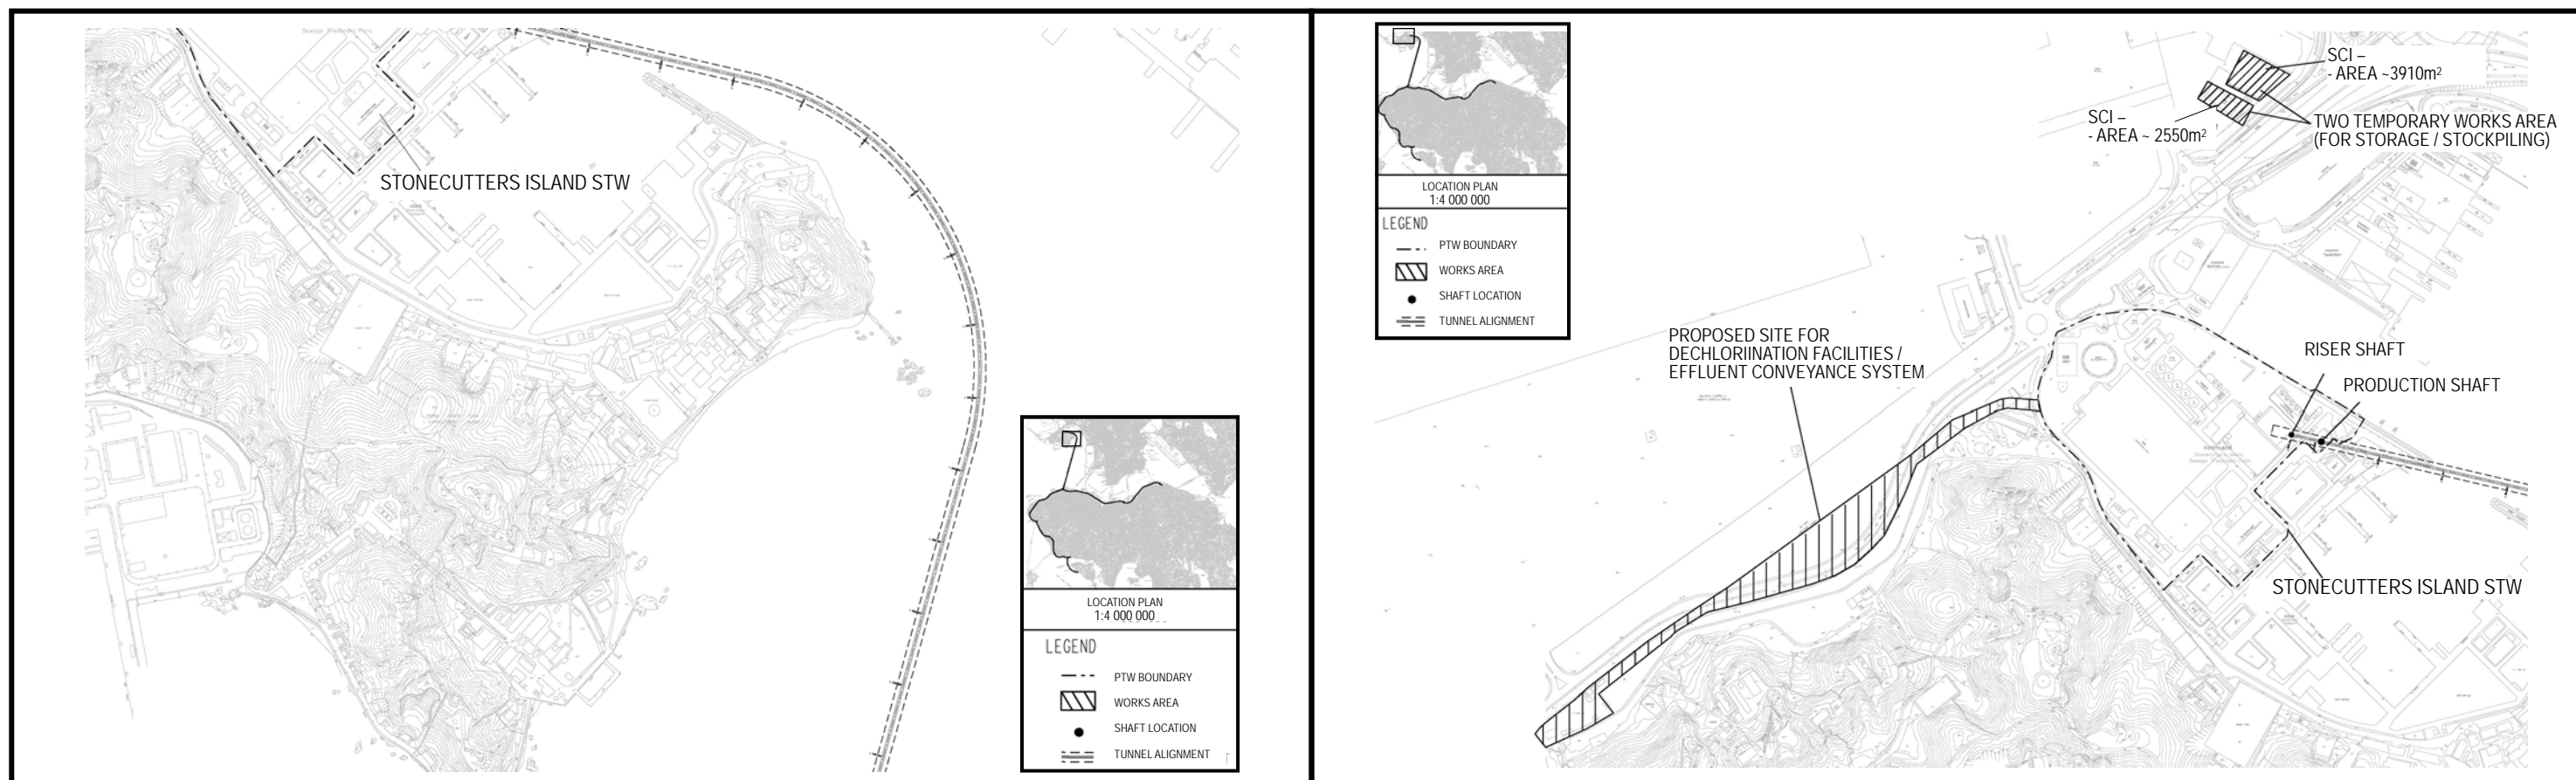 STONECUTTERS ISLAND STW
LOCATION PLAN
1:4 000 000
LEGEND
PTW BOUNDARY
WORKS AREA
SHAFT LOCATION
TUNNEL ALIGNMENT
LOCATION PLAN
1:4 000 000
LEGEND
PTW BOUNDARY
WORKS AREA
SHAFT LOCATION
TUNNEL ALIGNMENT
SCI –
- AREA ~3910m²
SCI –
- AREA ~ 2550m²
TWO TEMPORARY WORKS AREA
(FOR STORAGE / STOCKPILING)
PROPOSED SITE FOR
DECHLORIINATION FACILITIES /
EFFLUENT CONVEYANCE SYSTEM
RISER SHAFT
PRODUCTION SHAFT
STONECUTTERS ISLAND STW